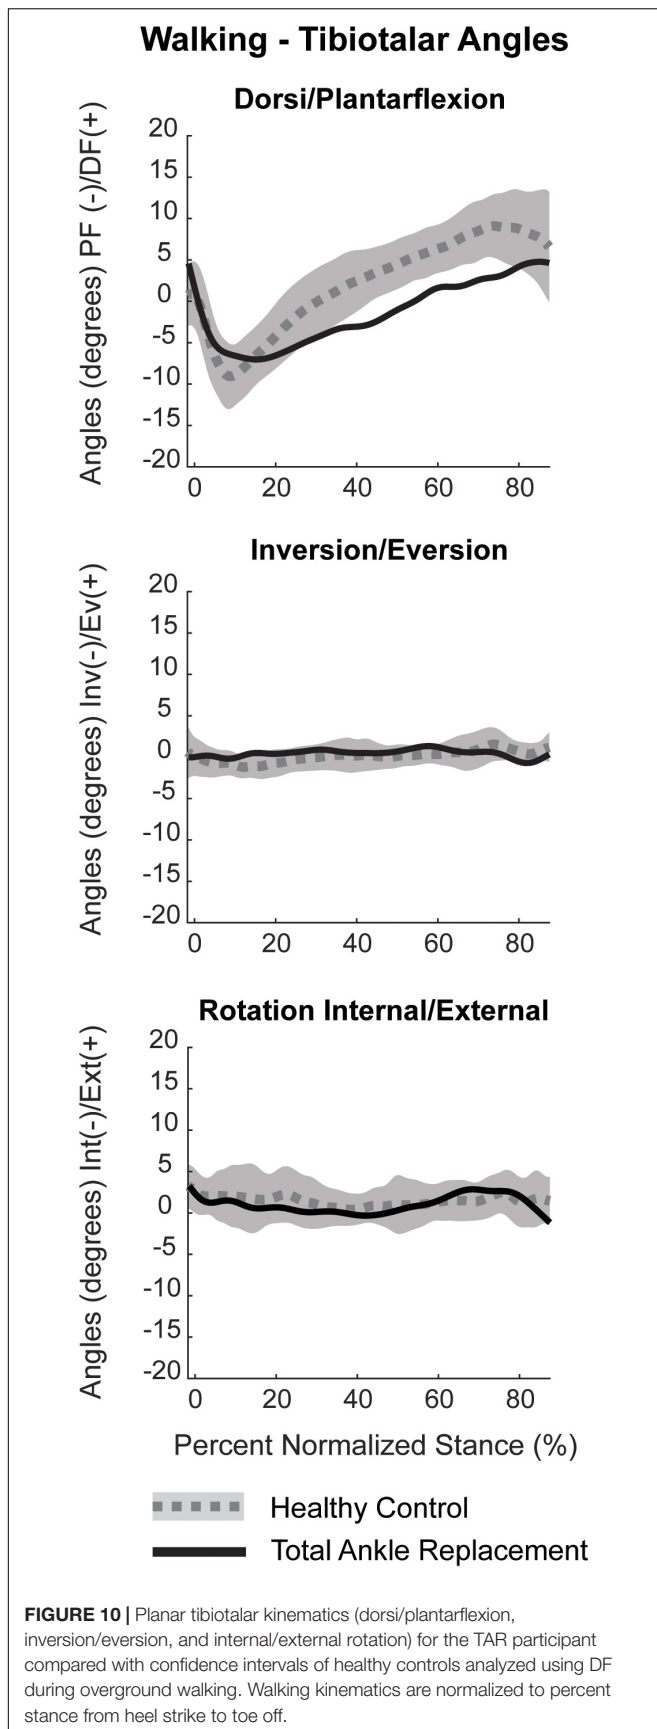 Walking - Tibiotalar Angles
Dorsi/Plantarflexion
Angles (degrees) PF (-)/DF(+)
20
15
10
5
0
-5
-10
-15
-20
0 20 40 60 80
Inversion/Eversion
Angles (degrees) Inv(-)/Ev(+)
20
15
10
5
0
-5
-10
-15
-20
0 20 40 60 80
Rotation Internal/External
Angles (degrees) Int(-)/Ext(+)
20
15
10
5
0
-5
-10
-15
-20
0 20 40 60 80
Percent Normalized Stance (%)
Healthy Control
Total Ankle Replacement
FIGURE 10 | Planar tibiotalar kinematics (dorsi/plantarflexion,
inversion/eversion, and internal/external rotation) for the TAR participant
compared with confidence intervals of healthy controls analyzed using DF
during overground walking. Walking kinematics are normalized to percent
stance from heel strike to toe off.